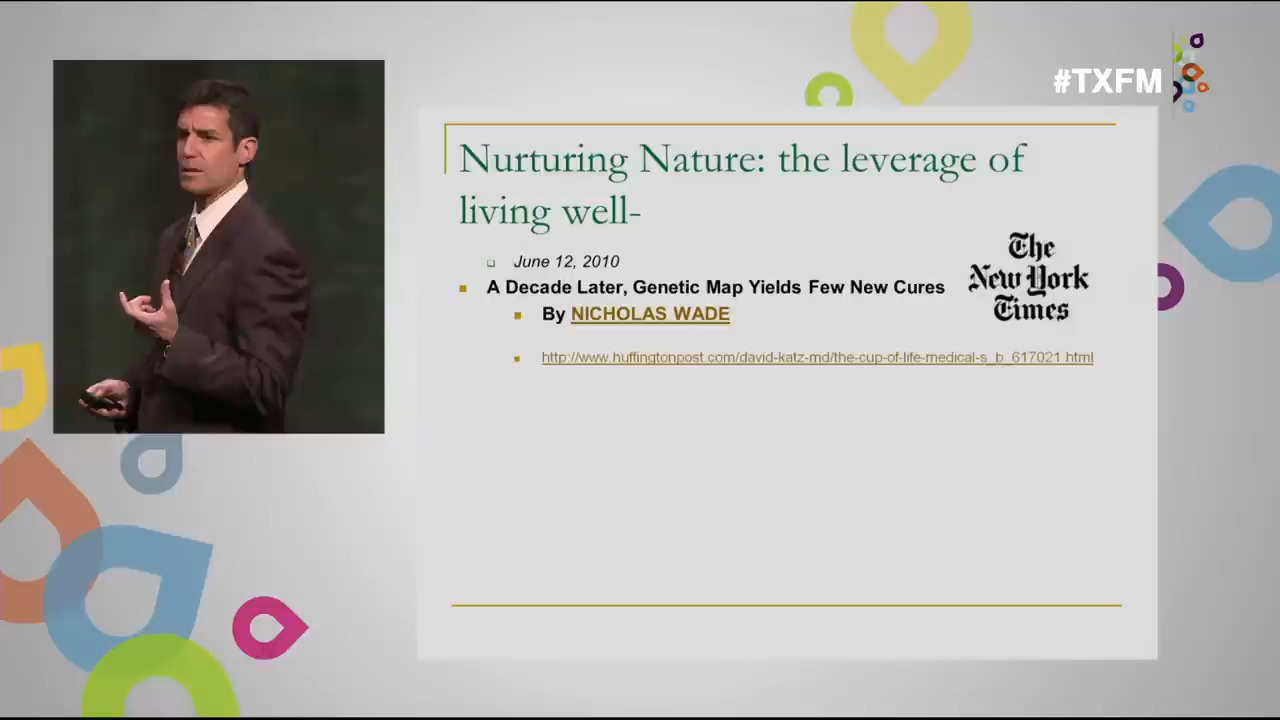 #TXFM
Nurturing Nature: the leverage of
living well-
June 12, 2010
A Decade Later, Genetic Map Yields Few New Cures
By NICHOLAS WADE
The
New York
Times
http://www.huffingtonpost.com/david-katz-md/the-cup-of-life-medical-s_b_617021.html